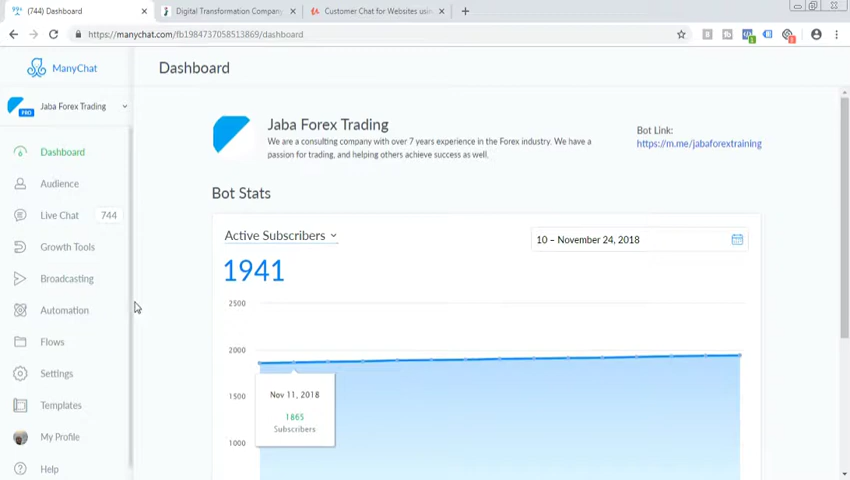 (744) Dashboard
Digital Transformation Company
Customer Chat for Websites usin
https://manychat.com/fb1984737058513869/dashboard
ManyChat
Dashboard
Jaba Forex Trading
PRO
Dashboard
Audience
Live Chat
744
Growth Tools
Broadcasting
Automation
Flows
Settings
Templates
My Profile
Help
Jaba Forex Trading
We are a consulting company with over 7 years experience in the Forex industry. We have a
passion for trading, and helping others achieve success as well.
Bot Link:
https://m.me/jabaforextraining
Bot Stats
Active Subscribers
10 – November 24, 2018
1941
2500
2000
1500
1000
Nov 11, 2018
1865
Subscribers